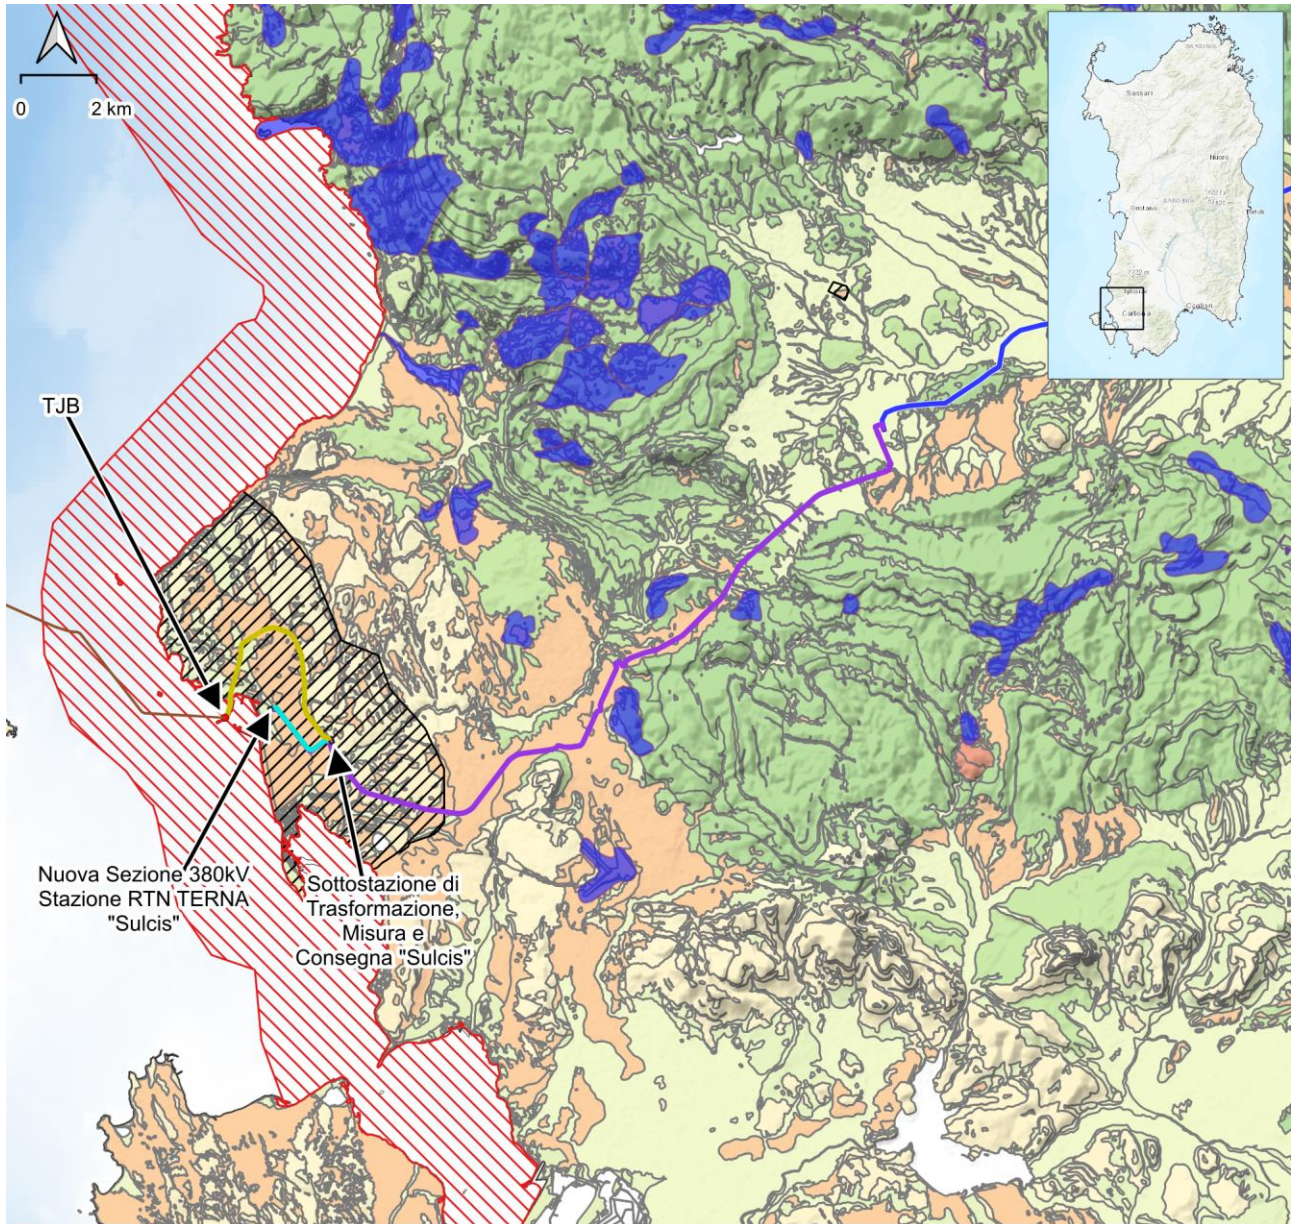 0 2 km
TJB
Nuova Sezione 380kV
Stazione RTN TERNA
"Sulcis"
Sottostazione di
Trasformazione,
Misura e
Consegna "Sulcis"
Sassari
Nuoro
Oristano
Cagliari